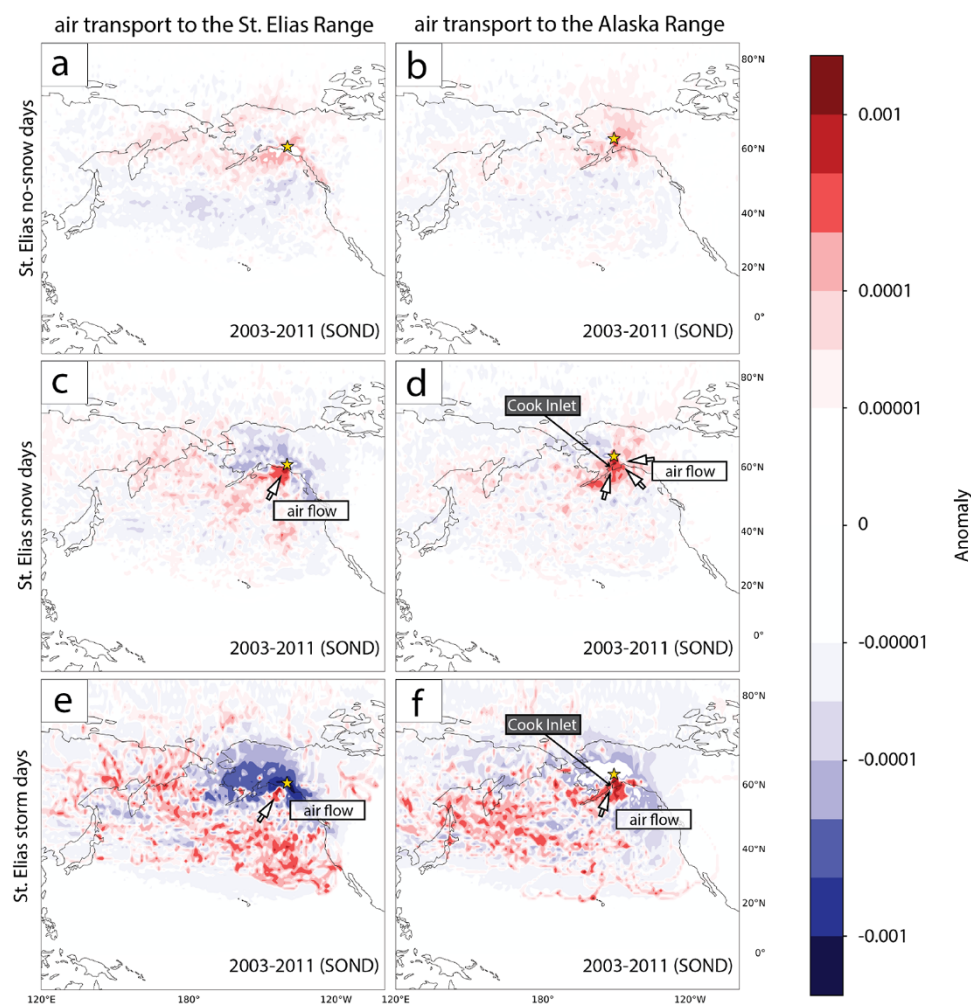 air transport to the St. Elias Range
air transport to the Alaska Range
St. Elias no-snow days
a
2003-2011 (SOND)
b
2003-2011 (SOND)
80°N
60°N
40°N
20°N
0°
St. Elias snow days
c
air flow
2003-2011 (SOND)
d
Cook Inlet
air flow
2003-2011 (SOND)
80°N
60°N
40°N
20°N
0°
St. Elias storm days
e
air flow
2003-2011 (SOND)
f
Cook Inlet
air flow
2003-2011 (SOND)
80°N
60°N
40°N
20°N
0°
120°E
180°
120°W
180°
120°W
0.001
0.0001
0.00001
0
-0.00001
-0.0001
-0.001
Anomaly